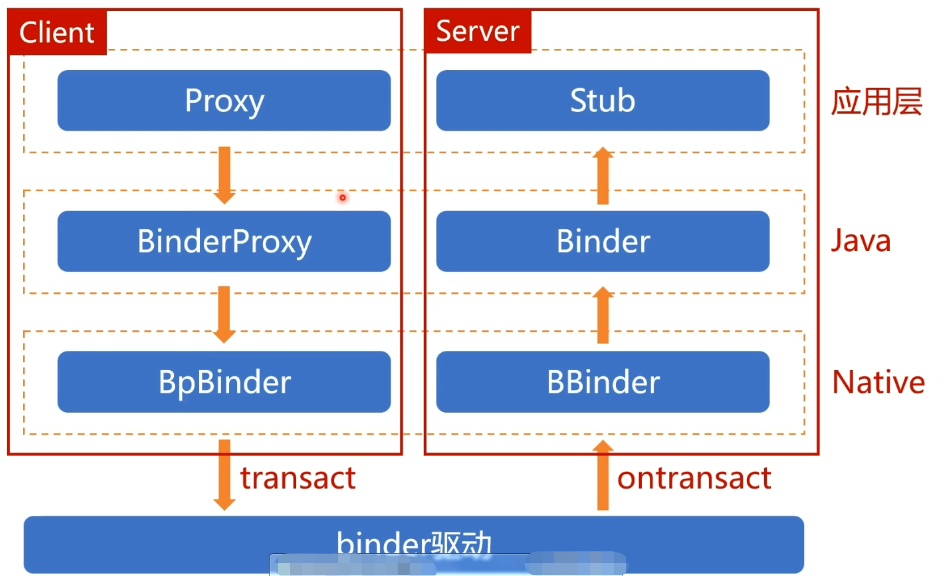 Client
Server
Proxy
Stub
应用层
BinderProxy
Binder
Java
BpBinder
BBinder
Native
transact
ontransact
binder驱动